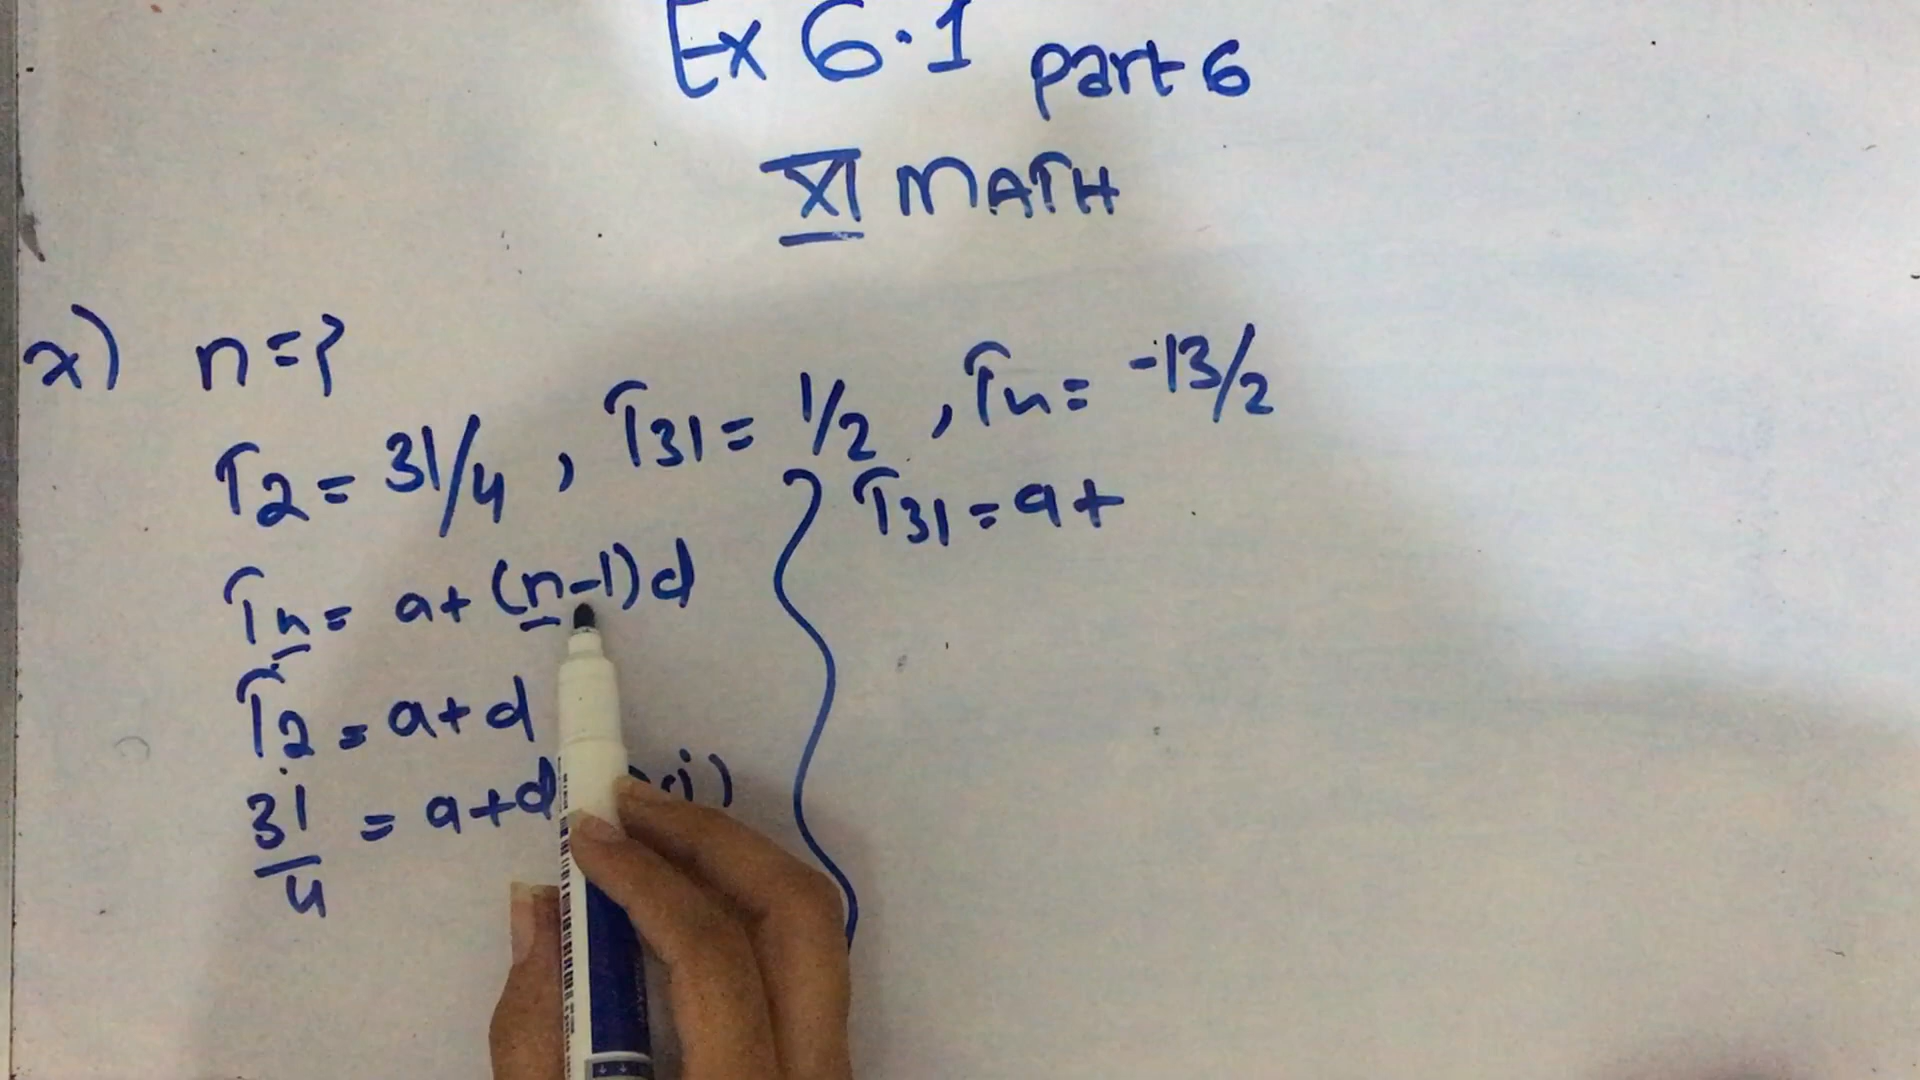 Ex 6.1 part 6
XI MATH
x) n=?
T2 = 31/4 , T31 = 1/2 , Tn = -13/2
Tn = a+(n-1)d
T2 = a+d
31/4 = a+d
T31 = a+